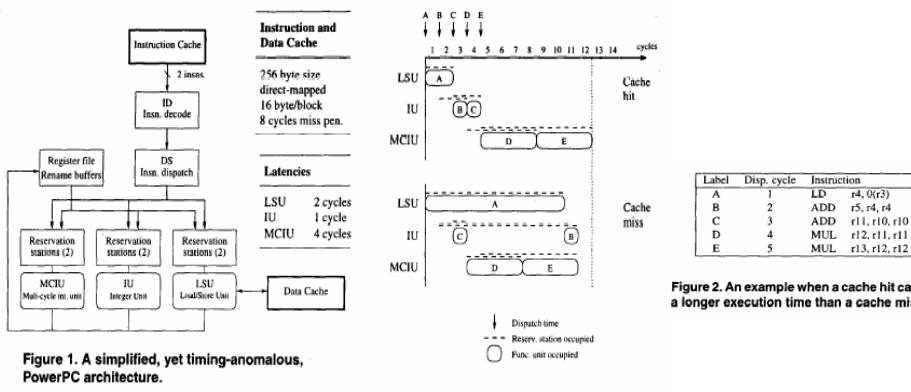 Instruction Cache
2 insns.
ID
Insn. decode
Register file
Rename buffers
DS
Insn. dispatch
Reservation
stations (2)
Reservation
stations (2)
Reservation
stations (2)
MCIU
Multi-cycle int. unit
IU
Integer Unit
LSU
Load/Store Unit
Data Cache
Figure 1. A simplified, yet timing-anomalous,
PowerPC architecture.
Instruction and
Data Cache
256 byte size
direct-mapped
16 byte/block
8 cycles miss pen.
Latencies
LSU 2 cycles
IU 1 cycle
MCIU 4 cycles
A B C D E
1 2 3 4 5 6 7 8 9 10 11 12 13 14 cycles
LSU A
Cache
hit
IU B C
MCIU D E
LSU A
Cache
miss
IU C B
MCIU D E
Dispatch time
Reserv. station occupied
Func. unit occupied
Label Disp. cycle Instruction
A 1 LD r4, 0(r3)
B 2 ADD r5, r4, r4
C 3 ADD r11, r10, r10
D 4 MUL r12, r11, r11
E 5 MUL r13, r12, r12
Figure 2. An example when a cache hit ca
a longer execution time than a cache mi